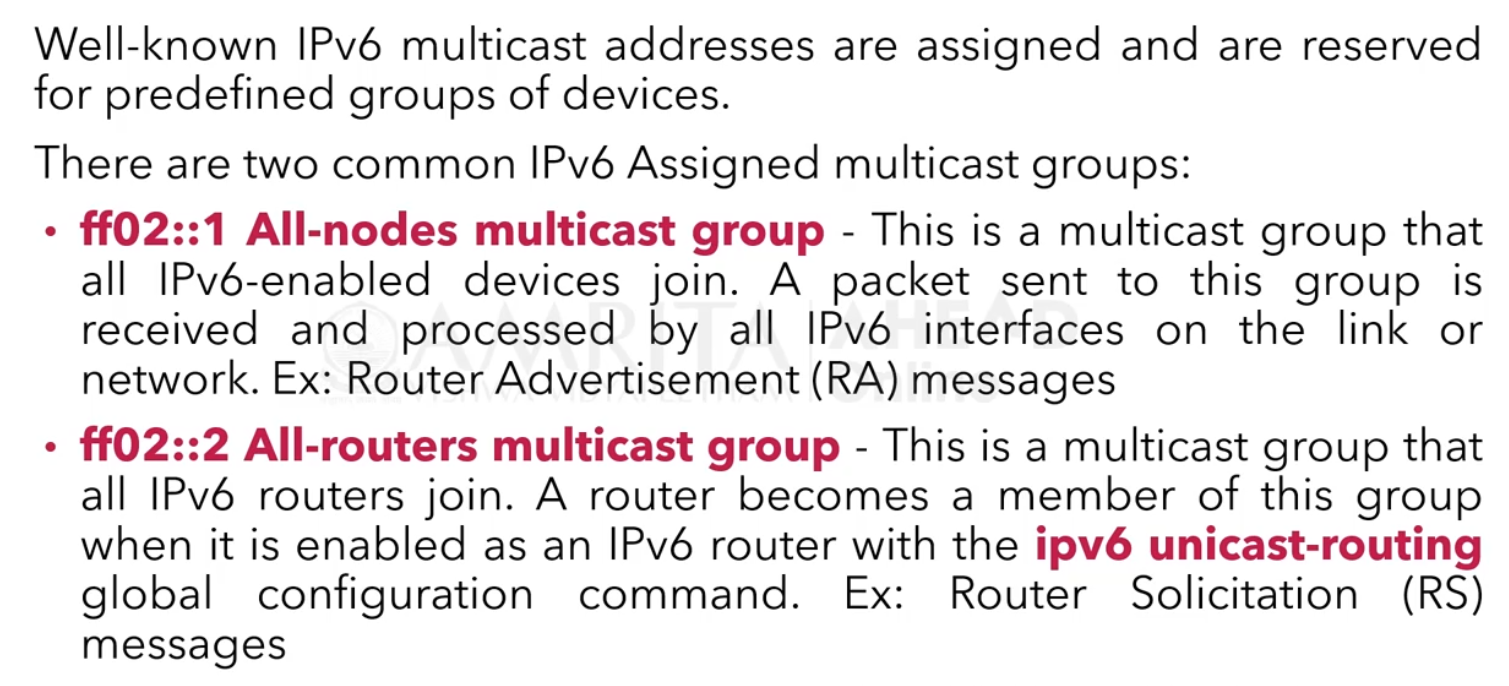 Well-known IPv6 multicast addresses are assigned and are reserved
for predefined groups of devices.
There are two common IPv6 Assigned multicast groups:
• ff02::1 All-nodes multicast group - This is a multicast group that
all IPv6-enabled devices join. A packet sent to this group is
received and processed by all IPv6 interfaces on the link or
network. Ex: Router Advertisement (RA) messages
• ff02::2 All-routers multicast group - This is a multicast group that
all IPv6 routers join. A router becomes a member of this group
when it is enabled as an IPv6 router with the ipv6 unicast-routing
global configuration command. Ex: Router Solicitation (RS)
messages
AMRITA
AHEAD
Online